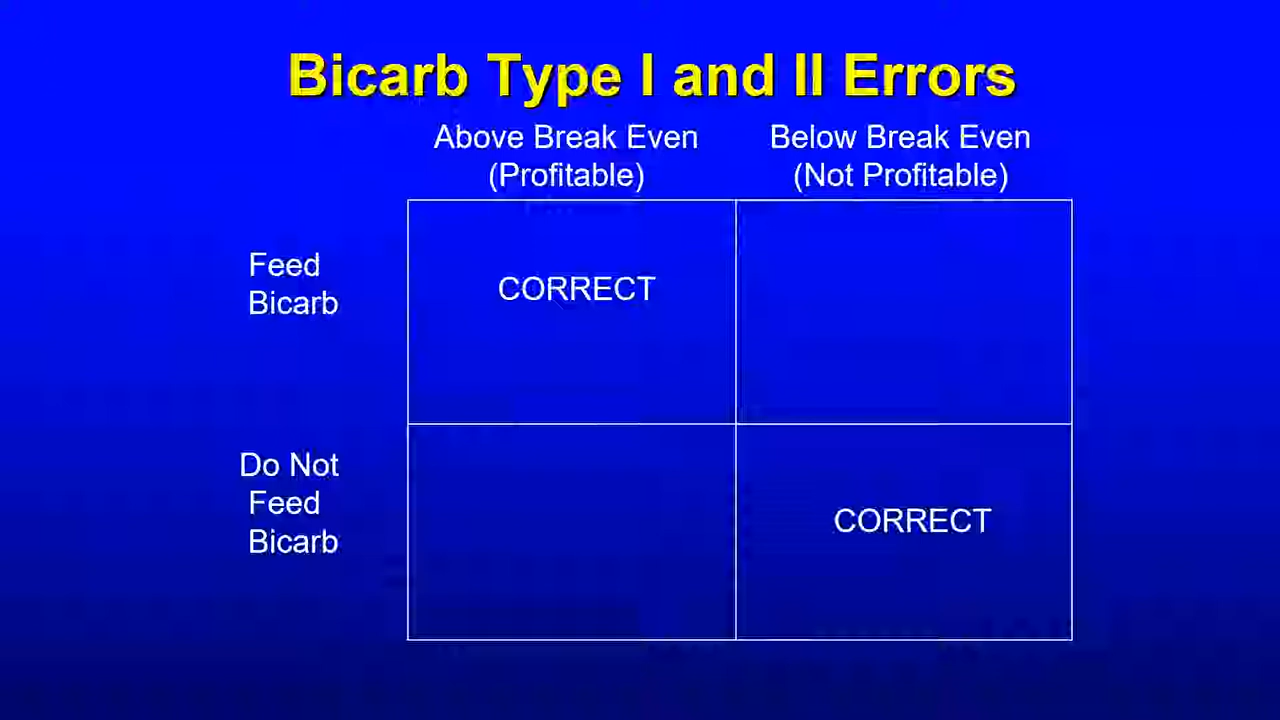 Bicarb Type I and II Errors
Above Break Even
(Profitable)
Below Break Even
(Not Profitable)
Feed
Bicarb
CORRECT
Do Not
Feed
Bicarb
CORRECT